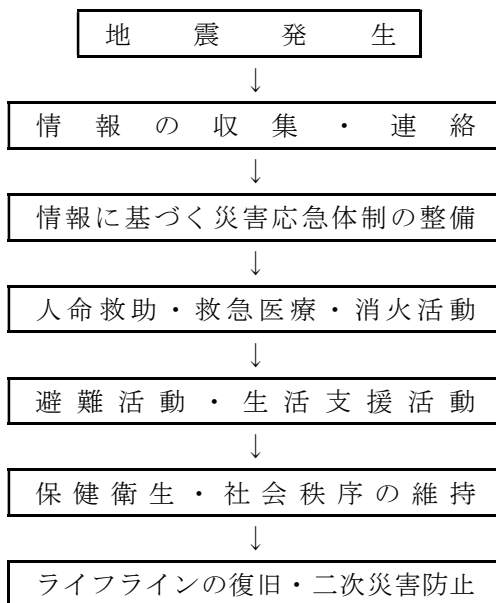 地震発生
↓
情報の収集・連絡
↓
情報に基づく災害応急体制の整備
↓
人命救助・救急医療・消火活動
↓
避難活動・生活支援活動
↓
保健衛生・社会秩序の維持
↓
ライフラインの復旧・二次災害防止